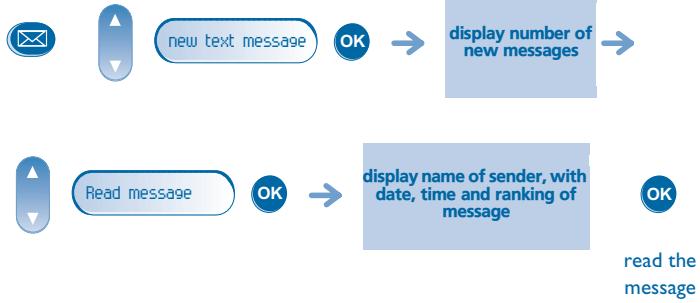 new text message
OK
display number of
new messages
Read message
OK
display name of sender, with
date, time and ranking of
message
OK
read the
message